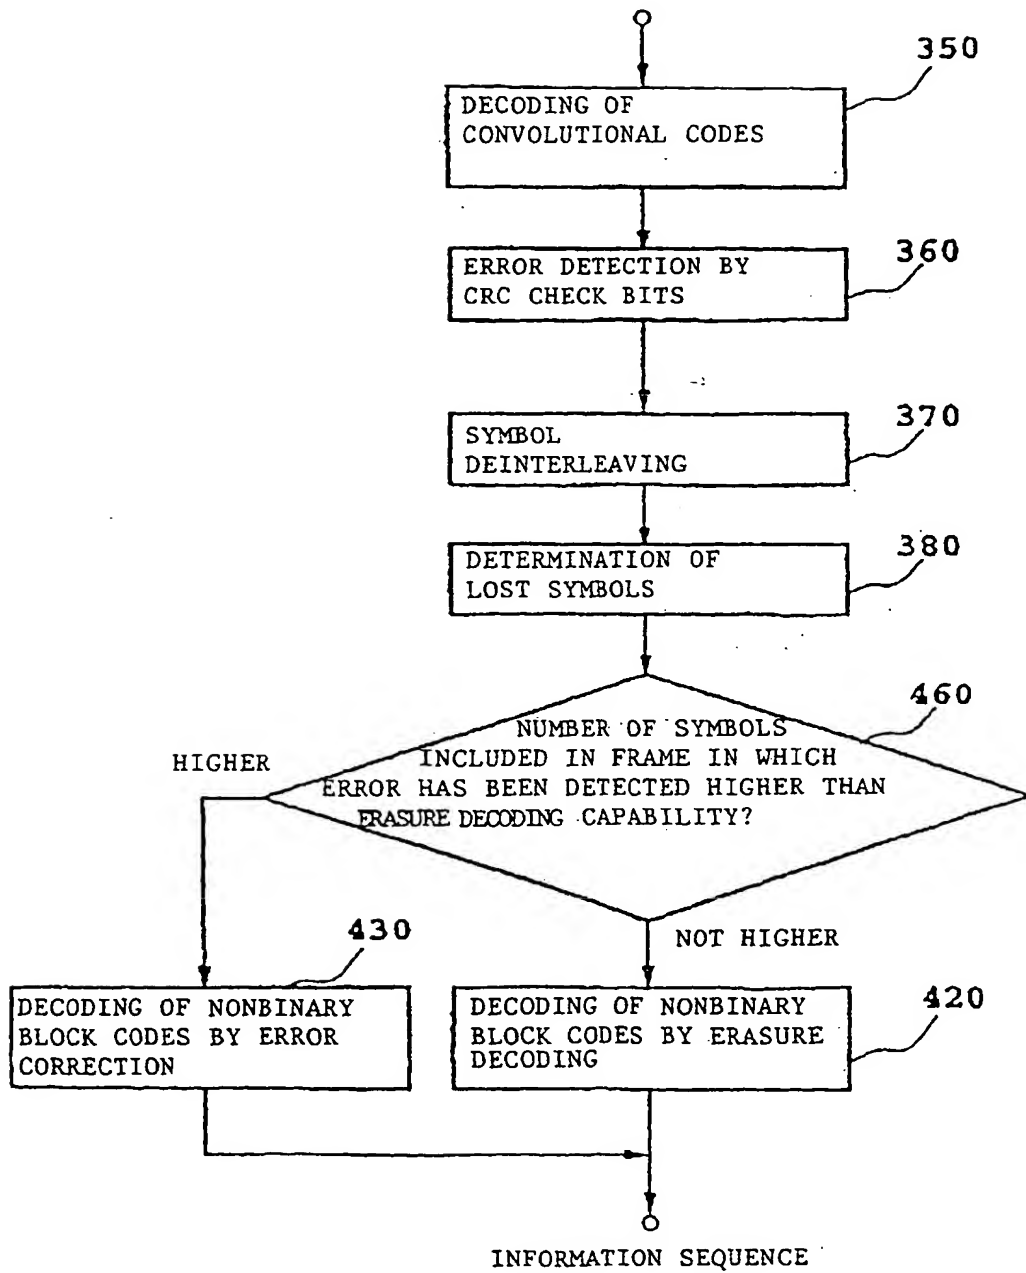 350
DECODING OF
CONVOLUTIONAL CODES
360
ERROR DETECTION BY
CRC CHECK BITS
370
SYMBOL
DEINTERLEAVING
380
DETERMINATION OF
LOST SYMBOLS
460
NUMBER OF SYMBOLS
INCLUDED IN FRAME IN WHICH
ERROR HAS BEEN DETECTED HIGHER THAN
ERASURE DECODING CAPABILITY?
HIGHER
NOT HIGHER
430
DECODING OF NONBINARY
BLOCK CODES BY ERROR
CORRECTION
420
DECODING OF NONBINARY
BLOCK CODES BY ERASURE
DECODING
INFORMATION SEQUENCE